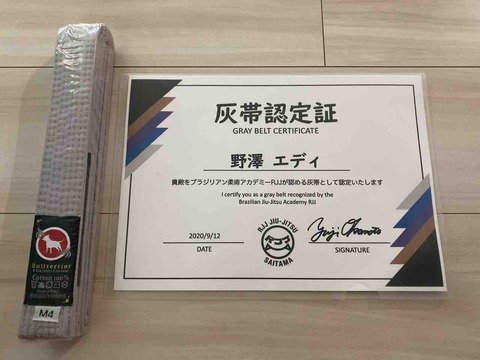 灰帯認定証
GRAY BELT CERTIFICATE
野澤 エディ
貴殿をブラジリアン柔術アカデミーRJJが認める灰帯として認定いたします
I certify you as a gray belt recognized by the
Brazilian Jiu-Jitsu Academy RJJ
2020/9/12
DATE
RJJ JIU-JITSU
RJJ
SAITAMA
SIGNATURE
Bullterrier
Cotton 100%
M4